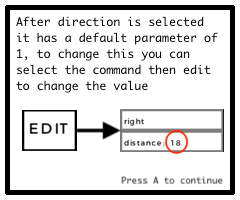 After direction is selected
it has a default parameter of
1, to change this you can
select the command then edit
to change the value
EDIT
right
distance: 18
Press A to continue